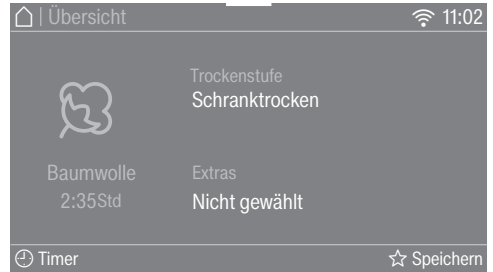 | Übersicht 11:02
Trockenstufe
Schranktrocken
Baumwolle
2:35Std
Extras
Nicht gewählt
Timer
Speichern